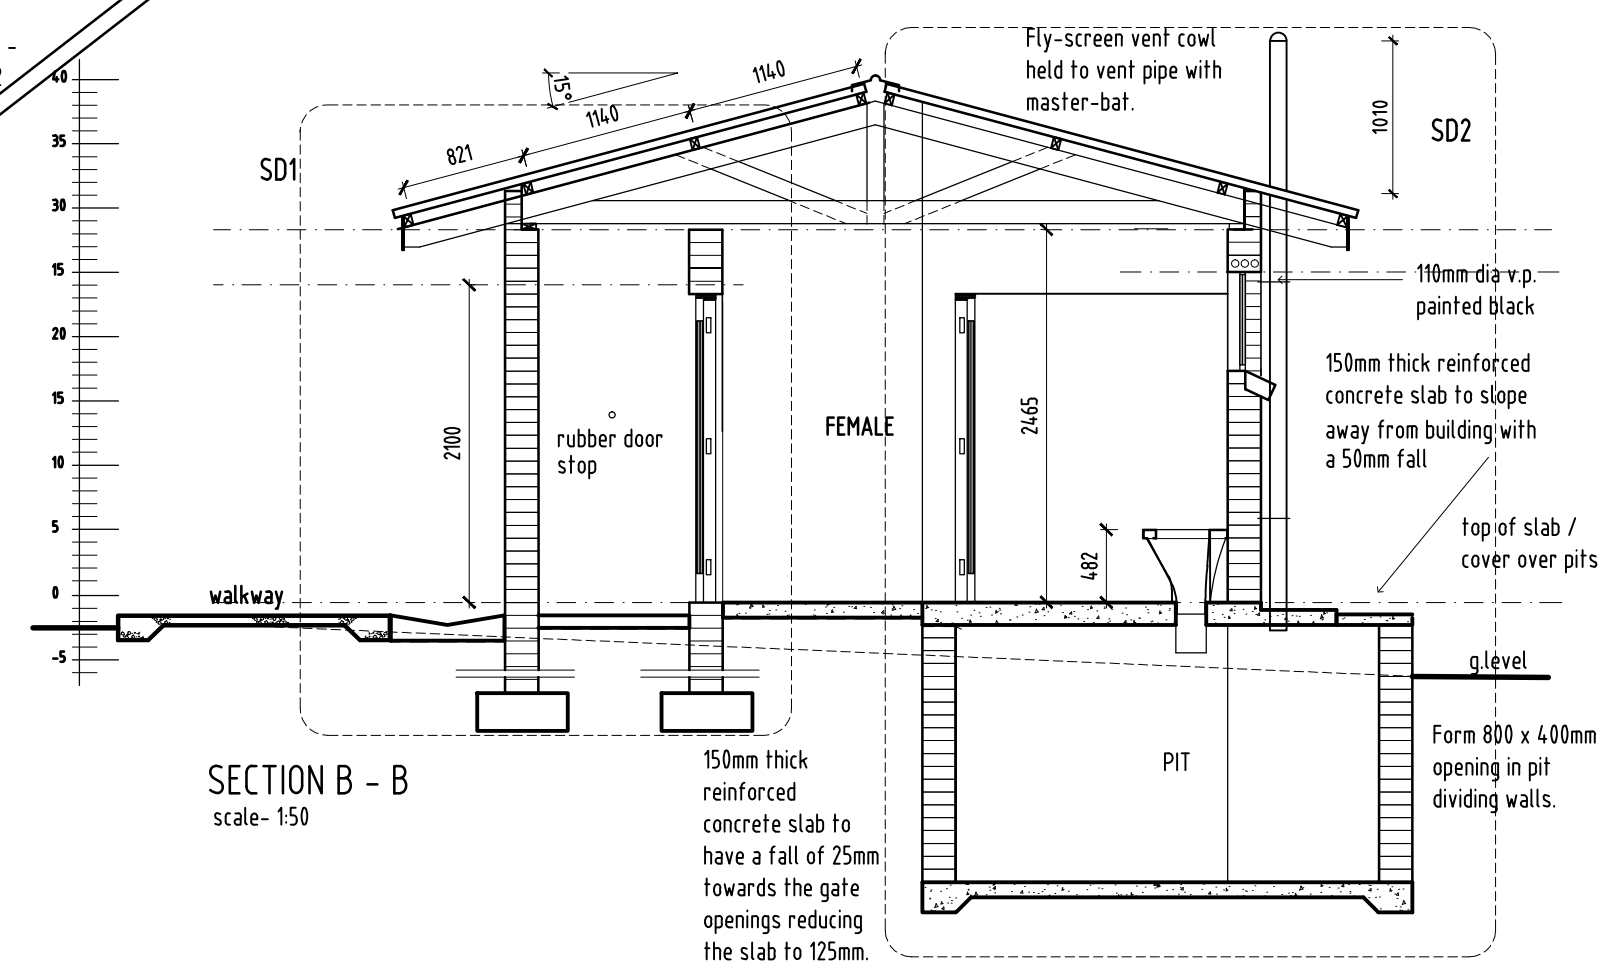 Fly-screen vent cowl
held to vent pipe with
master-bat.
15°
1140
1140
821
1010
SD1
SD2
40
35
30
15
25
20
15
10
5
0
-5
110mm dia v.p.
painted black
150mm thick reinforced
concrete slab to slope
away from building with
a 50mm fall
2100
rubber door
stop
FEMALE
2465
482
top of slab /
cover over pits
walkway
g.level
Form 800 x 400mm
opening in pit
dividing walls.
PIT
SECTION B - B
scale- 1:50
150mm thick
reinforced
concrete slab to
have a fall of 25mm
towards the gate
openings reducing
the slab to 125mm.